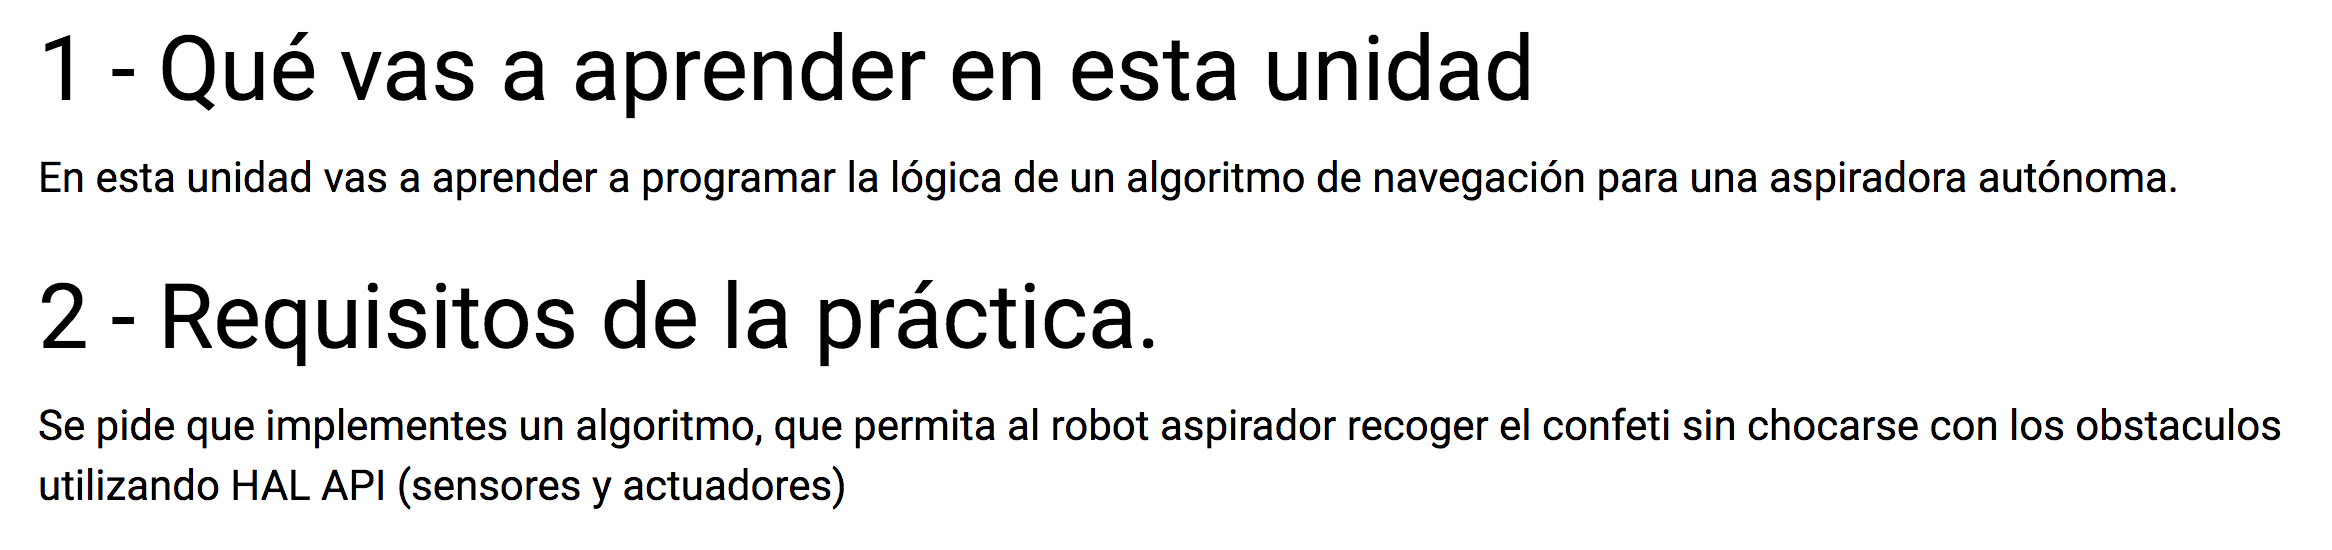 1 - Qué vas a aprender en esta unidad
En esta unidad vas a aprender a programar la lógica de un algoritmo de navegación para una aspiradora autónoma.
2 - Requisitos de la práctica.
Se pide que implementes un algoritmo, que permita al robot aspirador recoger el confeti sin chocarse con los obstaculos
utilizando HAL API (sensores y actuadores)